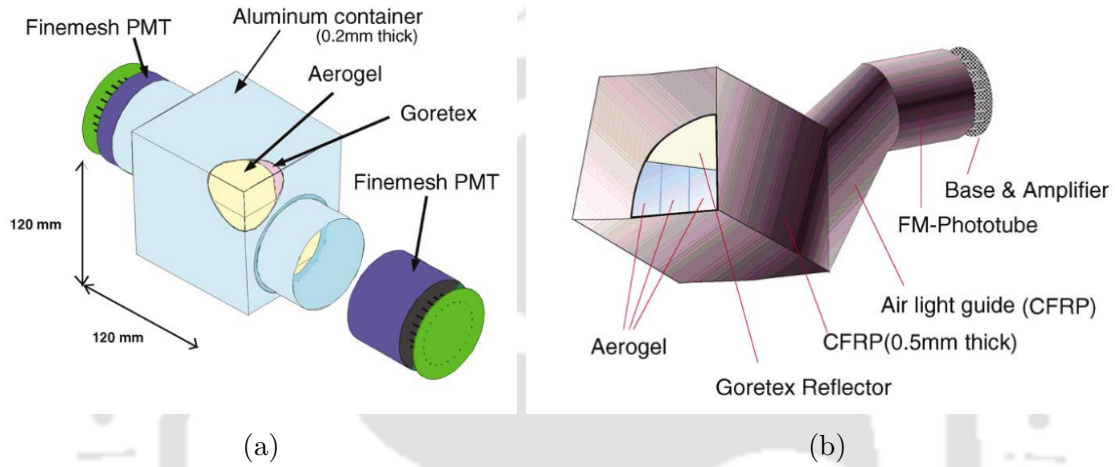 Finemesh PMT
Aluminum container
(0.2mm thick)
Aerogel
Goretex
Finemesh PMT
120 mm
120 mm
(a)
Base & Amplifier
FM-Phototube
Air light guide (CFRP)
CFRP(0.5mm thick)
Aerogel
Goretex Reflector
(b)